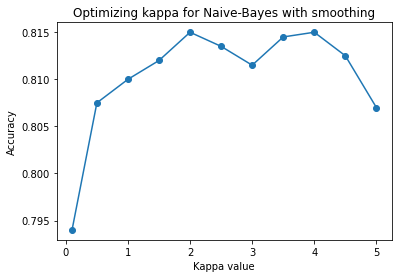 Optimizing kappa for Naive-Bayes with smoothing
0.815
0.810
0.805
0.800
0.795
Accuracy
0 1 2 3 4 5
Kappa value